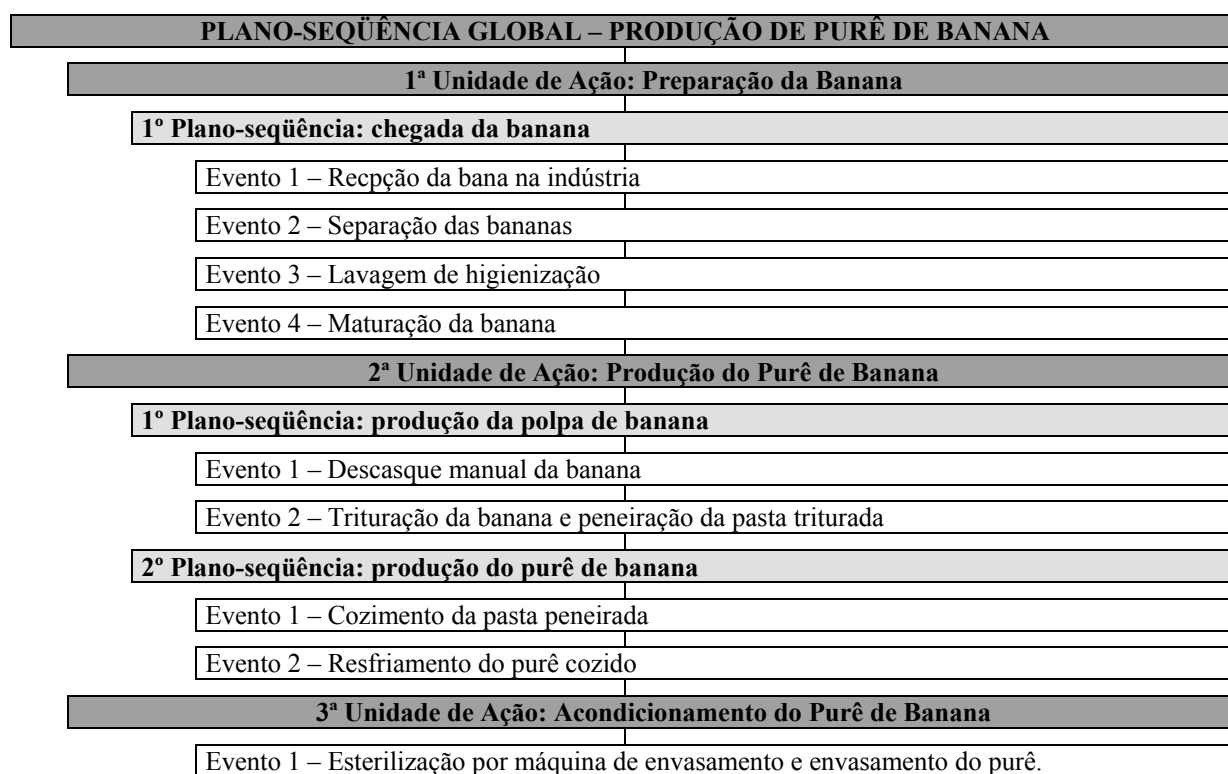 PLANO-SEQÜÊNCIA GLOBAL – PRODUÇÃO DE PURÊ DE BANANA
1ª Unidade de Ação: Preparação da Banana
1º Plano-seqüência: chegada da banana
Evento 1 – Recpção da bana na indústria
Evento 2 – Separação das bananas
Evento 3 – Lavagem de higienização
Evento 4 – Maturação da banana
2ª Unidade de Ação: Produção do Purê de Banana
1º Plano-seqüência: produção da polpa de banana
Evento 1 – Descasque manual da banana
Evento 2 – Trituração da banana e peneiração da pasta triturada
2º Plano-seqüência: produção do purê de banana
Evento 1 – Cozimento da pasta peneirada
Evento 2 – Resfriamento do purê cozido
3ª Unidade de Ação: Acondicionamento do Purê de Banana
Evento 1 – Esterilização por máquina de envasamento e envasamento do purê.